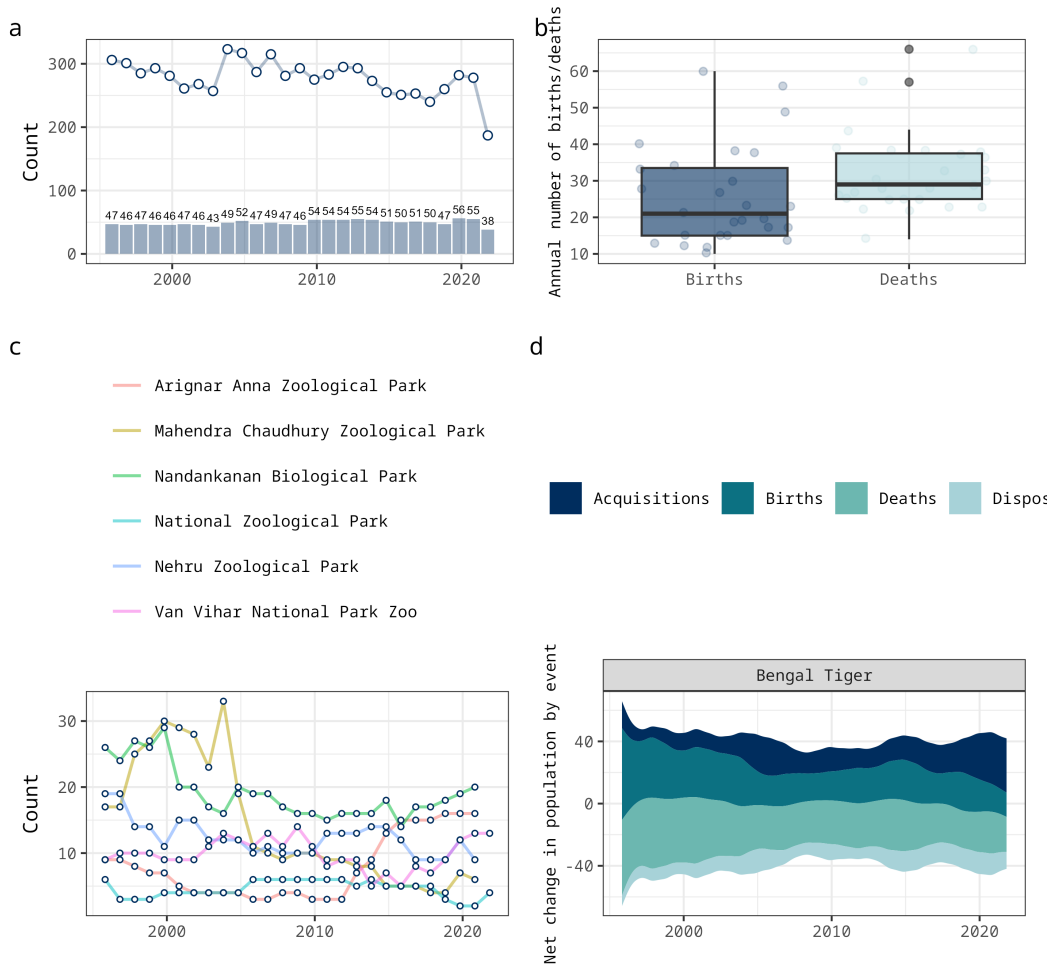 a
Count
300
200
100
0
47 46 47 46 46 47 46 43 49 52 47 49 47 46 54 54 54 55 54 51 50 51 50 47 56 55 38
2000 2010 2020
b
Annual number of births/deaths
60
50
40
30
20
10
Births Deaths
c
Arignar Anna Zoological Park
Mahendra Chaudhury Zoological Park
Nandankanan Biological Park
National Zoological Park
Nehru Zoological Park
Van Vihar National Park Zoo
Count
30
20
10
2000 2010 2020
d
Acquisitions Births Deaths Dispos
Bengal Tiger
Net change in population by event
40
0
-40
2000 2010 2020